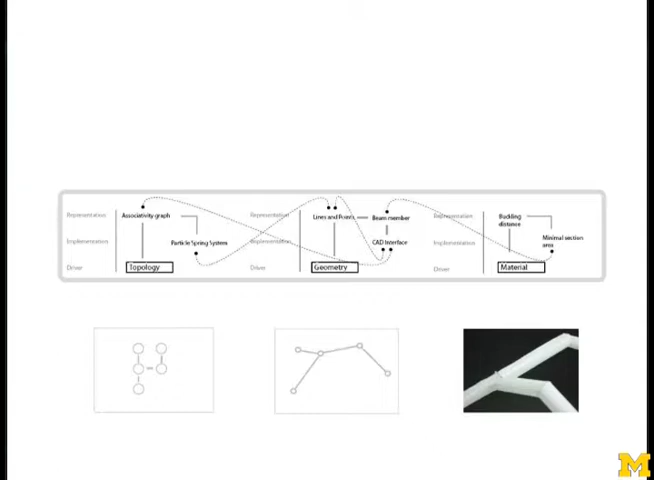 Representation
Associativity graph
Representation
Lines and Points
Beam member
Representation
Buckling
distance
Implementation
Particle Spring System
Implementation
CAD Interface
Implementation
Minimal section
area
Driver
Topology
Driver
Geometry
Driver
Material
M